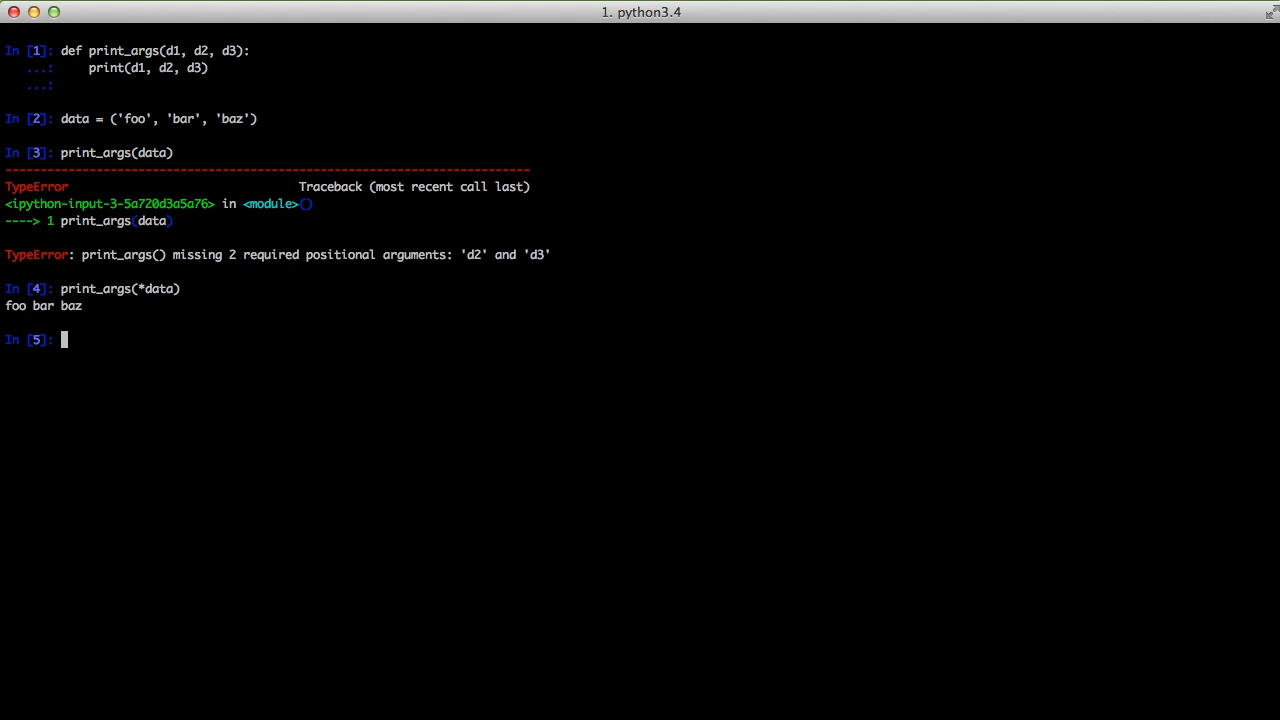 1. python3.4
In [1]: def print_args(d1, d2, d3):
   ...:     print(d1, d2, d3)
   ...:
In [2]: data = ('foo', 'bar', 'baz')
In [3]: print_args(data)
---------------------------------------------------------------------------
TypeError                                 Traceback (most recent call last)
<ipython-input-3-5a720d3a5a76> in <module>()
----> 1 print_args(data)
TypeError: print_args() missing 2 required positional arguments: 'd2' and 'd3'
In [4]: print_args(*data)
foo bar baz
In [5]: